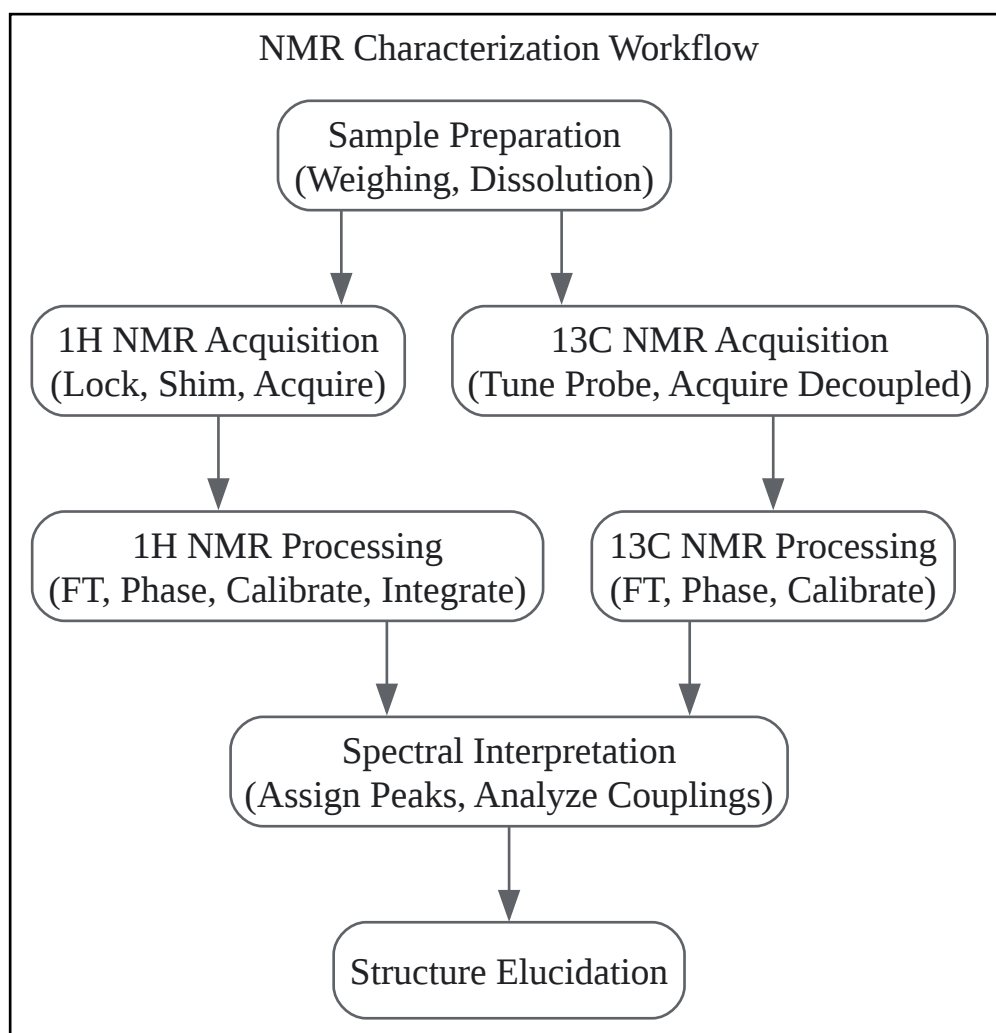 NMR Characterization Workflow
Sample Preparation
(Weighing, Dissolution)
1H NMR Acquisition
(Lock, Shim, Acquire)
13C NMR Acquisition
(Tune Probe, Acquire Decoupled)
1H NMR Processing
(FT, Phase, Calibrate, Integrate)
13C NMR Processing
(FT, Phase, Calibrate)
Spectral Interpretation
(Assign Peaks, Analyze Couplings)
Structure Elucidation